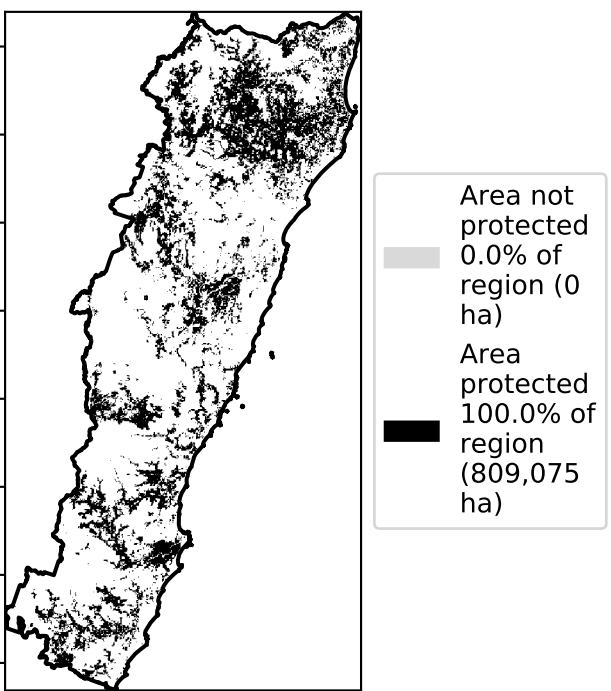 Area not
protected
0.0% of
region (0
ha)
Area
protected
100.0% of
region
(809,075
ha)